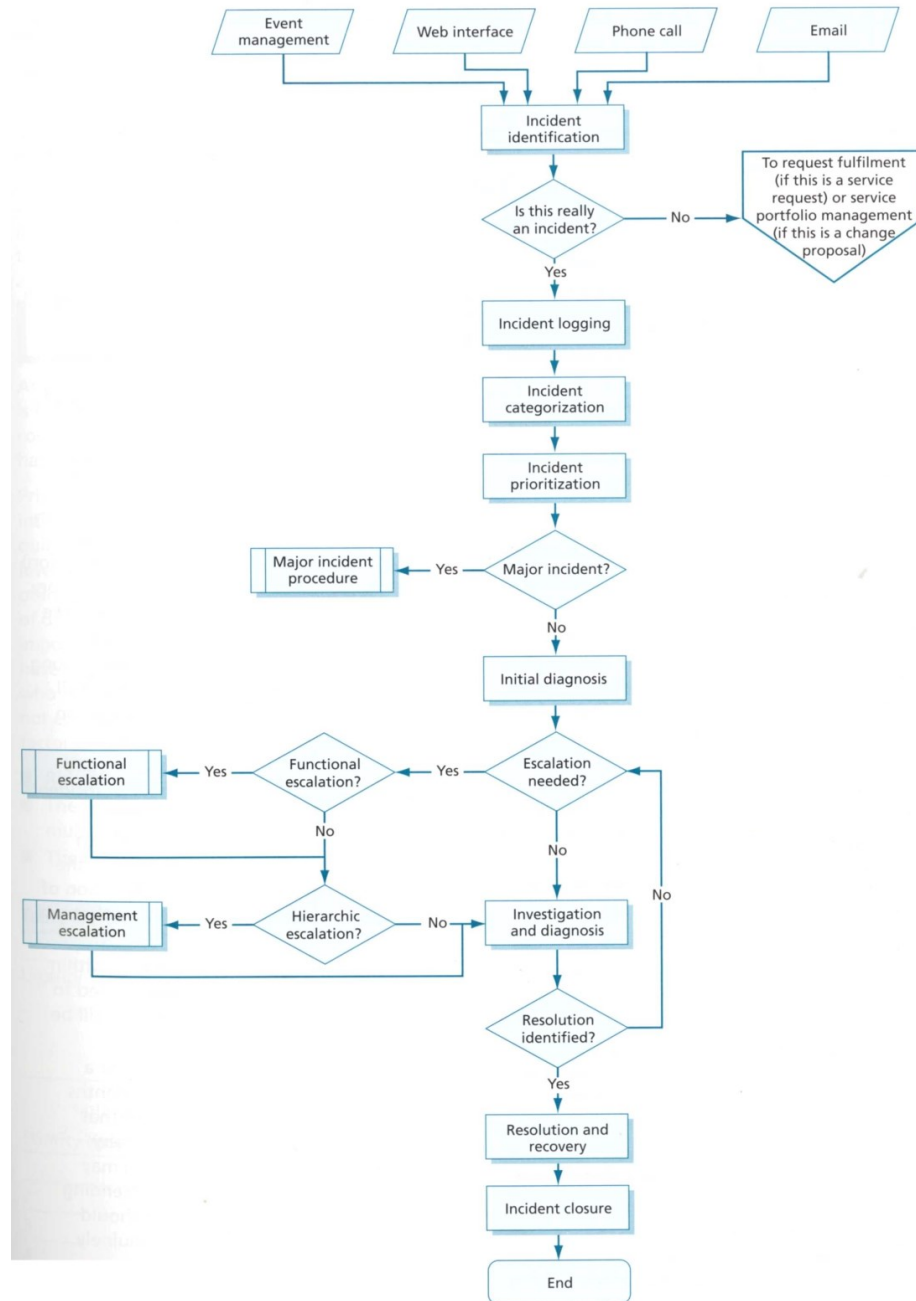 Event
management
Web interface
Phone call
Email
Incident
identification
Is this really
an incident?
No
To request fulfilment
(if this is a service
request) or service
portfolio management
(if this is a change
proposal)
Yes
Incident logging
Incident
categorization
Incident
prioritization
Major incident
procedure
Yes
Major incident?
No
Initial diagnosis
Functional
escalation
Yes
Functional
escalation?
Yes
Escalation
needed?
No
No
No
Management
escalation
Yes
Hierarchic
escalation?
No
Investigation
and diagnosis
Resolution
identified?
Yes
Resolution and
recovery
Incident closure
End